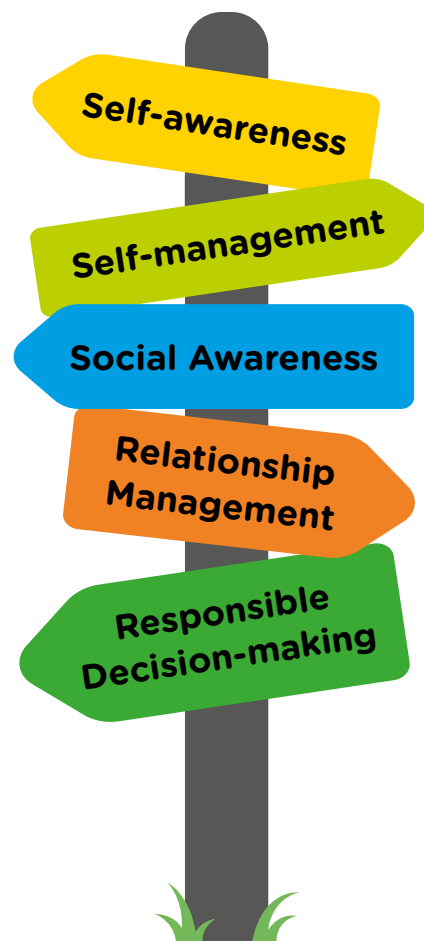 Self-awareness
Self-management
Social Awareness
Relationship
Management
Responsible
Decision-making